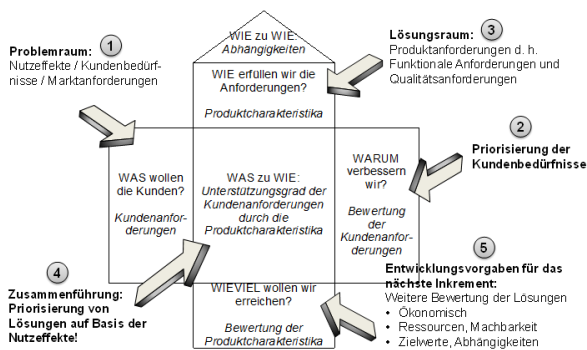 1
Problemraum:
Nutzeffekte / Kundenbedürf-
nisse / Marktanforderungen
WIE zu WIE:
Abhängigkeiten
WIE erfüllen wir die
Anforderungen?
Produktcharakteristika
3
Lösungsraum:
Produktanforderungen d. h.
Funktionale Anforderungen und
Qualitätsanforderungen
2
Priorisierung der
Kundenbedürfnisse
WAS wollen
die Kunden?
Kundenanfor-
derungen
WAS zu WIE:
Unterstützungsgrad der
Kundenanforderungen
durch die
Produktcharakteristika
WARUM
verbessern
wir?
Bewertung
der
Kundenanfor-
derungen
4
Zusammenführung:
Priorisierung von
Lösungen auf Basis der
Nutzeffekte!
WIEVIEL wollen wir
erreichen?
Bewertung der
Produktcharakteristika
5
Entwicklungsvorgaben für das
nächste Inkrement:
Weitere Bewertung der Lösungen
• Ökonomisch
• Ressourcen, Machbarkeit
• Zielwerte, Abhängigkeiten